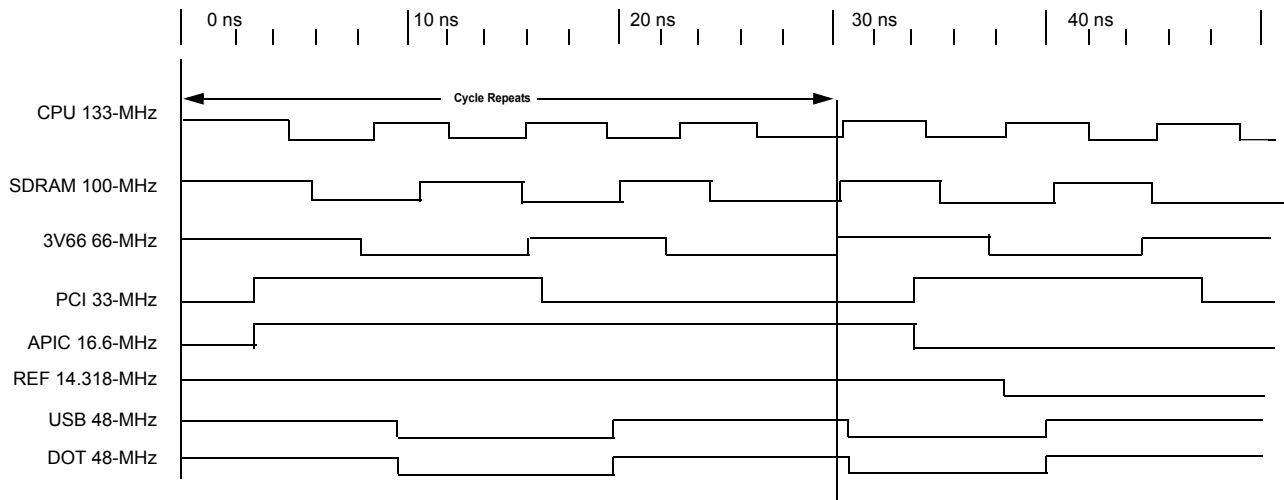 0 ns 10 ns 20 ns 30 ns 40 ns
Cycle Repeats
CPU 133-MHz
SDRAM 100-MHz
3V66 66-MHz
PCI 33-MHz
APIC 16.6-MHz
REF 14.318-MHz
USB 48-MHz
DOT 48-MHz